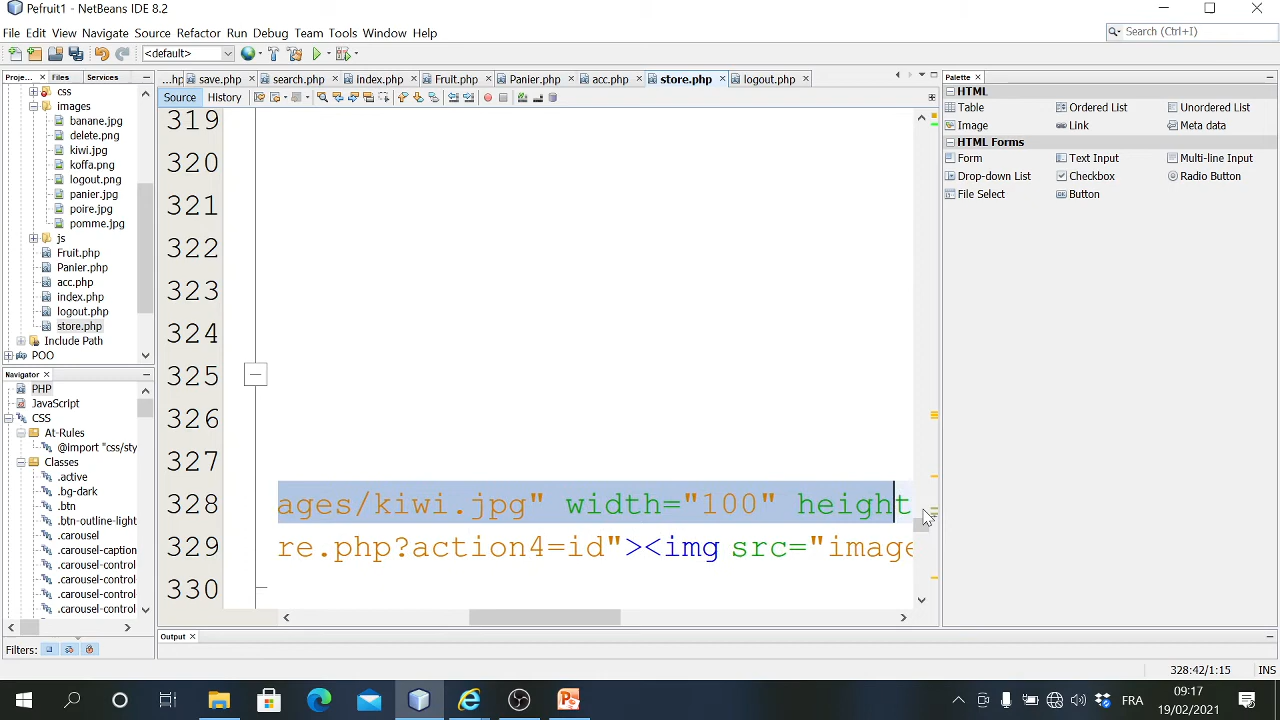 Pefruit1 - NetBeans IDE 8.2
File Edit View Navigate Source Refactor Run Debug Team Tools Window Help
Search (Ctrl+I)
<default>
Proje... Files Services
...hp save.php search.php index.php Fruit.php Panier.php acc.php store.php logout.php
Palette
Source History
HTML
Table Ordered List Unordered List
Image Link Meta data
HTML Forms
Form Text Input Multi-line Input
Drop-down List Checkbox Radio Button
File Select Button
css
images
banane.jpg
delete.png
kiwi.jpg
koffa.png
logout.png
panier.jpg
poire.jpg
pomme.jpg
js
Fruit.php
Panier.php
acc.php
index.php
logout.php
store.php
Include Path
POO
319
320
321
322
323
324
325
326
327
328 ages/kiwi.jpg" width="100" height
329 re.php?action4=id"><img src="image
330
Navigator
PHP
JavaScript
CSS
At-Rules
@import "css/sty
Classes
.active
.bg-dark
.btn
.btn-outline-light
.carousel
.carousel-caption
.carousel-control
.carousel-control
.carousel-control
.carousel-control
Filters:
Output
328:42/1:15 INS
FRA
09:17
19/02/2021